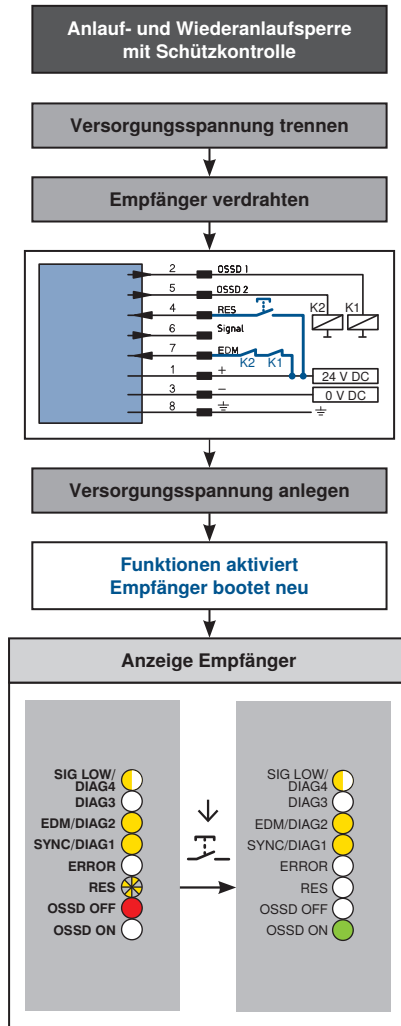 Anlauf- und Wiederanlaufsperre
mit Schützkontrolle
Versorgungsspannung trennen
Empfänger verdrahten
2 OSSD 1
5 OSSD 2
4 RES
K2 K1
6 Signal
7 EDM
K2 K1
1 + 24 V DC
3 – 0 V DC
8
Versorgungsspannung anlegen
Funktionen aktiviert
Empfänger bootet neu
Anzeige Empfänger
SIG LOW/
DIAG4
DIAG3
EDM/DIAG2
SYNC/DIAG1
ERROR
RES
OSSD OFF
OSSD ON
SIG LOW/
DIAG4
DIAG3
EDM/DIAG2
SYNC/DIAG1
ERROR
RES
OSSD OFF
OSSD ON